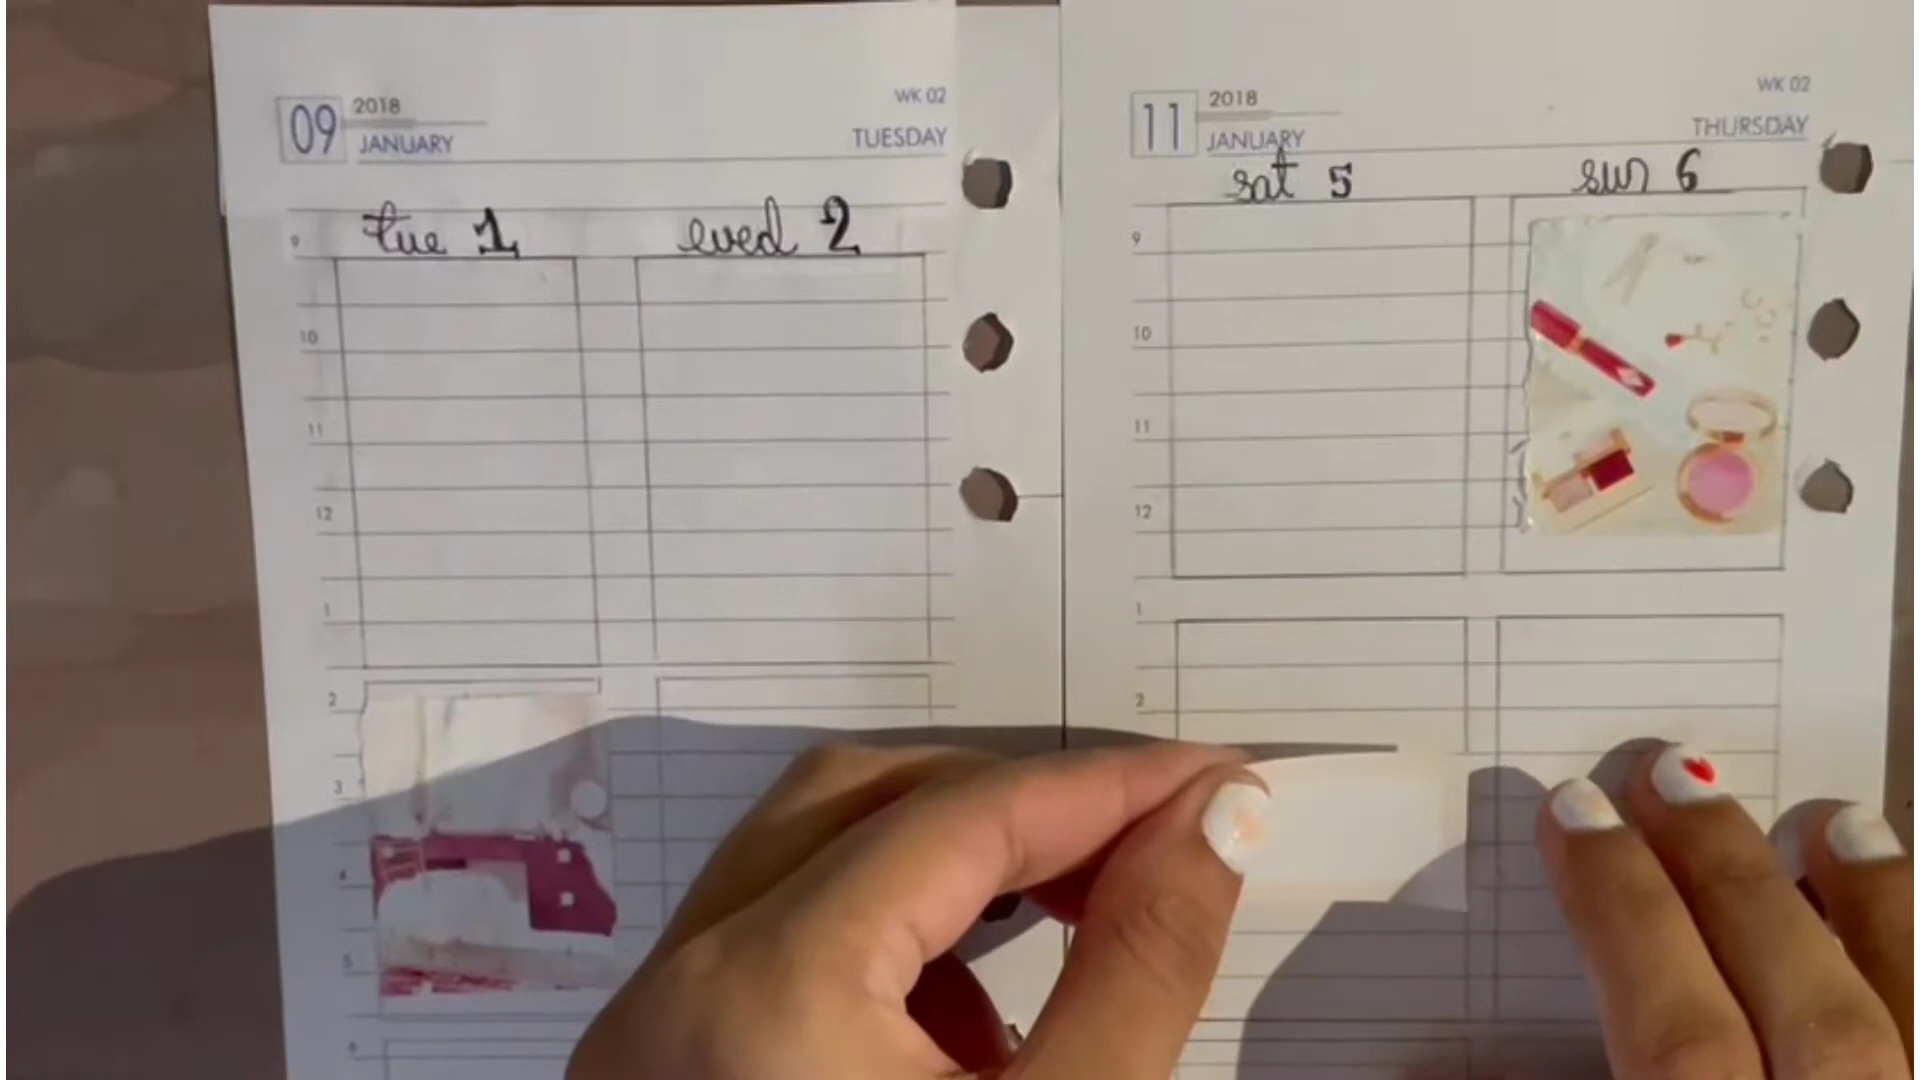 09 2018 WK 02
JANUARY TUESDAY
tue 1 wed 2
9
10
11
12
1
2
3
4
5
6
11 2018 WK 02
JANUARY THURSDAY
sat 5 sun 6
9
10
11
12
1
2